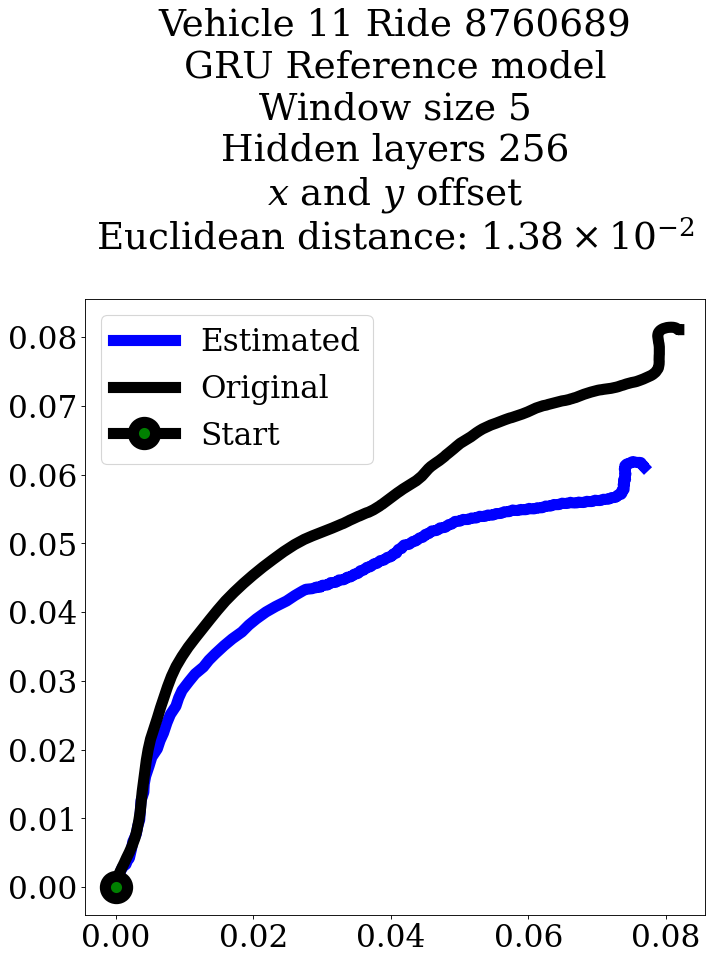 Vehicle 11 Ride 8760689
GRU Reference model
Window size 5
Hidden layers 256
x and y offset
Euclidean distance: 1.38 × 10⁻²
Estimated
Original
Start
0.08
0.07
0.06
0.05
0.04
0.03
0.02
0.01
0.00
0.00 0.02 0.04 0.06 0.08